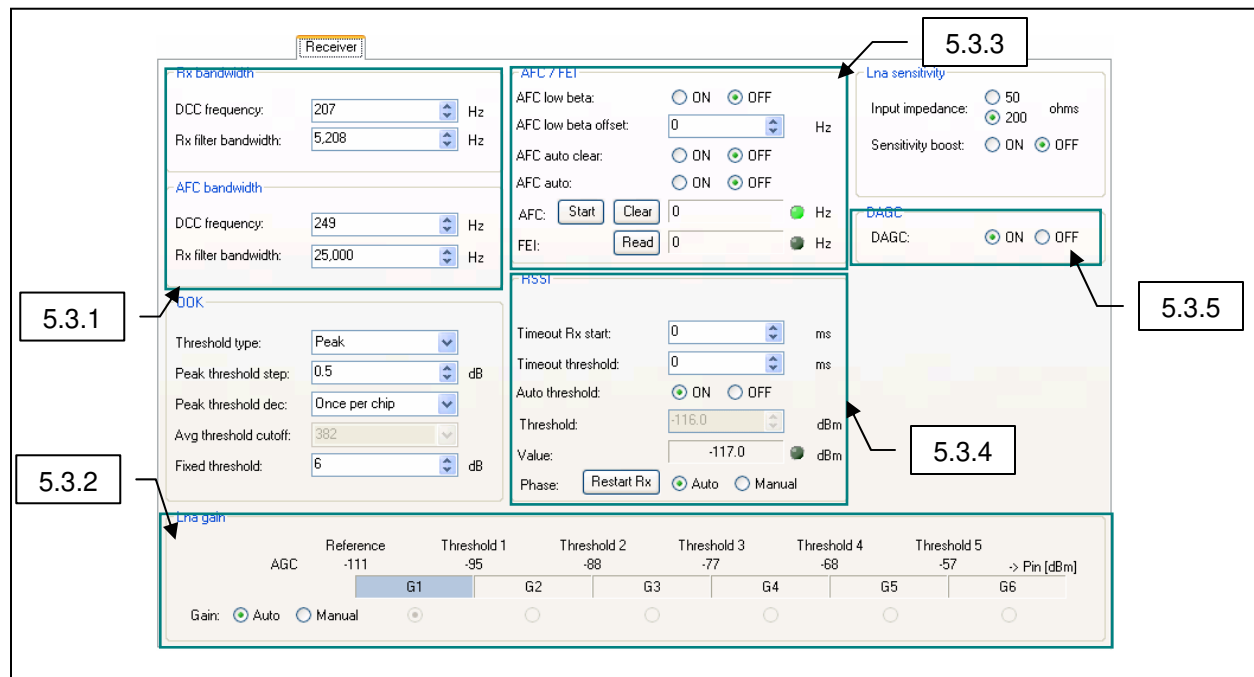 Receiver
5.3.3
Rx bandwidth
DCC frequency: 207 Hz
Rx filter bandwidth: 5,208 Hz
AFC bandwidth
DCC frequency: 249 Hz
Rx filter bandwidth: 25,000 Hz
5.3.1
AFC / FEI
AFC low beta: ON OFF
AFC low beta offset: 0 Hz
AFC auto clear: ON OFF
AFC auto: ON OFF
AFC: Start Clear 0 Hz
FEI: Read 0 Hz
Lna sensitivity
Input impedance: 50 200 ohms
Sensitivity boost: ON OFF
DAGC
DAGC: ON OFF
5.3.5
OOK
Threshold type: Peak
Peak threshold step: 0.5 dB
Peak threshold dec: Once per chip
Avg threshold cutoff: 382
Fixed threshold: 6 dB
5.3.2
RSSI
Timeout Rx start: 0 ms
Timeout threshold: 0 ms
Auto threshold: ON OFF
Threshold: -116.0 dBm
Value: -117.0 dBm
Phase: Restart Rx Auto Manual
5.3.4
Lna gain
Reference Threshold 1 Threshold 2 Threshold 3 Threshold 4 Threshold 5
AGC -111 -95 -88 -77 -68 -57 -> Pin [dBm]
G1 G2 G3 G4 G5 G6
Gain: Auto Manual